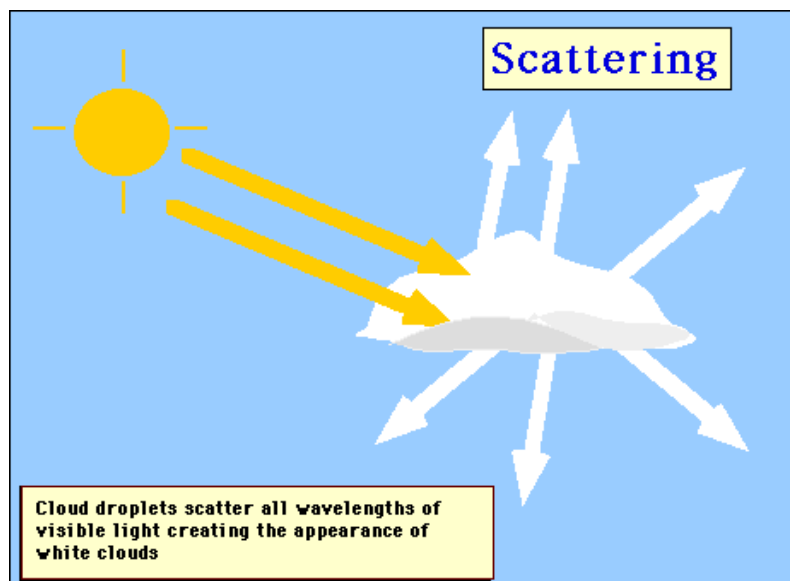 Scattering
Cloud droplets scatter all wavelengths of
visible light creating the appearance of
white clouds